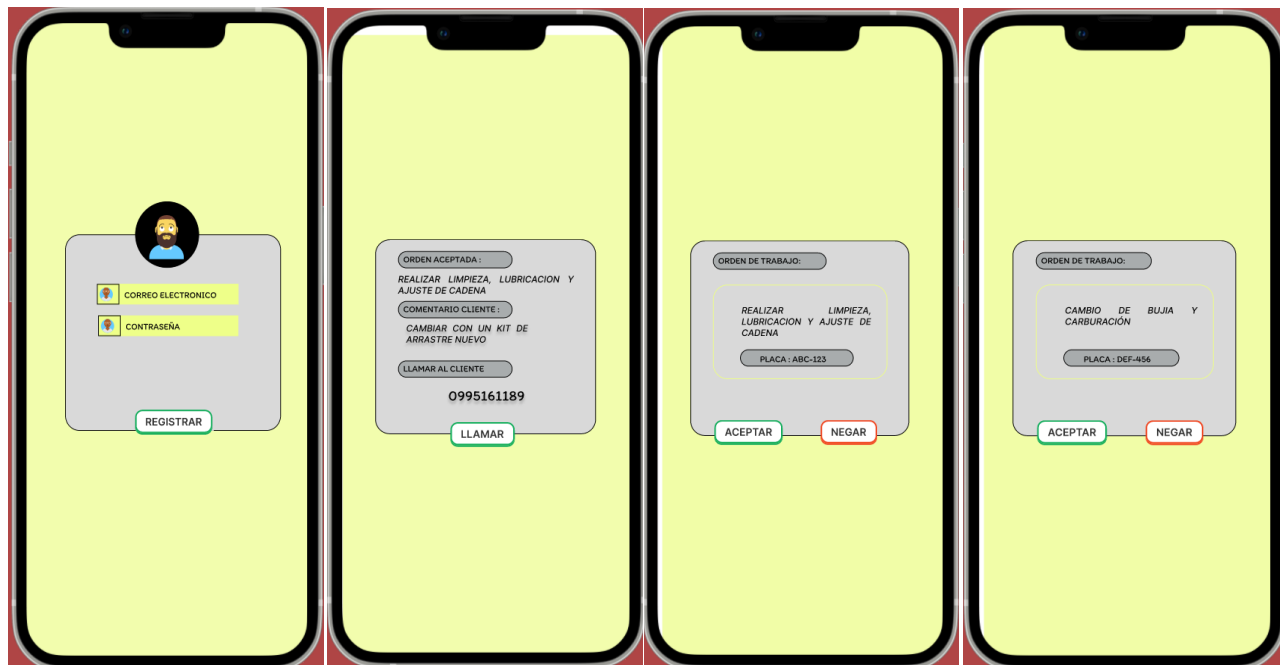 CORREO ELECTRONICO
CONTRASEÑA
REGISTRAR
ORDEN ACEPTADA :
REALIZAR LIMPIEZA, LUBRICACION Y
AJUSTE DE CADENA
COMENTARIO CLIENTE :
CAMBIAR CON UN KIT DE
ARRASTRE NUEVO
LLAMAR AL CLIENTE
0995161189
LLAMAR
ORDEN DE TRABAJO:
REALIZAR LIMPIEZA,
LUBRICACION Y AJUSTE DE
CADENA
PLACA : ABC-123
ACEPTAR
NEGAR
ORDEN DE TRABAJO:
CAMBIO DE BUJIA Y
CARBURACIÓN
PLACA : DEF-456
ACEPTAR
NEGAR